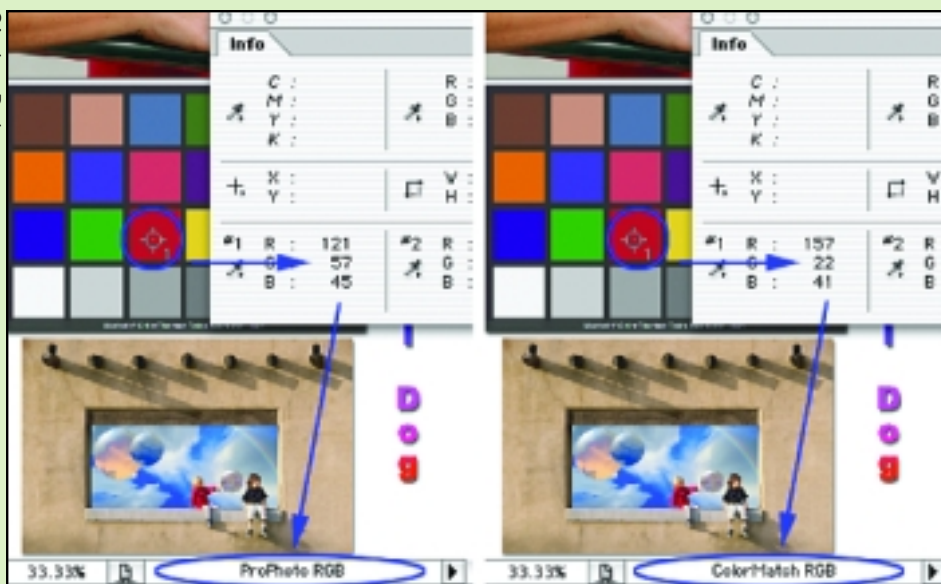 Info
C :
M :
Y :
K :
R :
G :
B :
X :
Y :
W :
H :
#1 R : 121
G : 57
B : 45
#2 R :
G :
B :
D
o
g
33.33%
ProPhoto RGB
Info
C :
M :
Y :
K :
R
G
B
X :
Y :
W
H
#1 R : 157
G : 22
B : 41
#2 R
G
B
D
o
g
33.33%
ColorMatch RGB